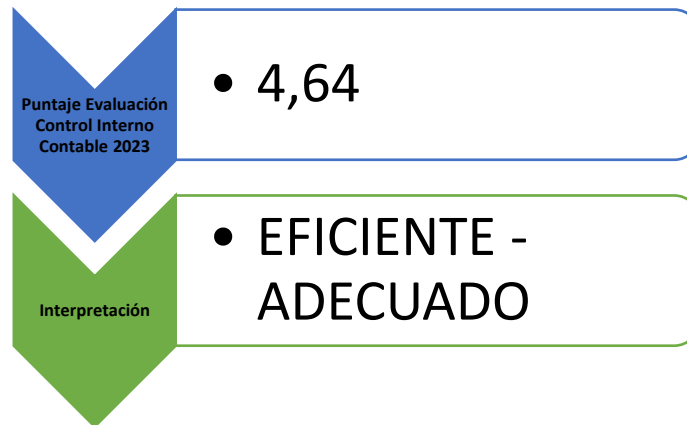 Puntaje Evaluación
Control Interno
Contable 2023
• 4,64
Interpretación
• EFICIENTE -
ADECUADO